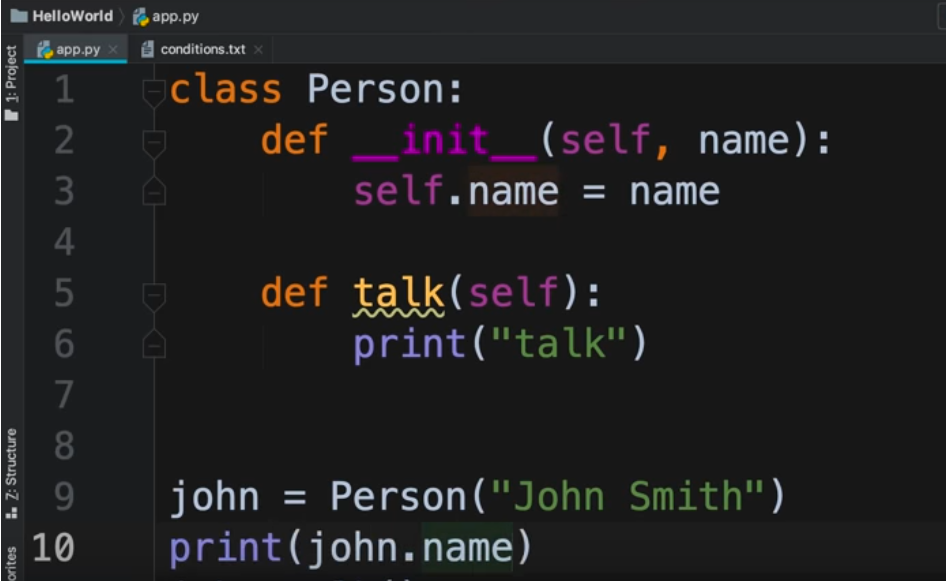 HelloWorld app.py
app.py conditions.txt
1: Project
Z: Structure
1 class Person:
2     def __init__(self, name):
3         self.name = name
4
5     def talk(self):
6         print("talk")
7
8
9 john = Person("John Smith")
10 print(john.name)